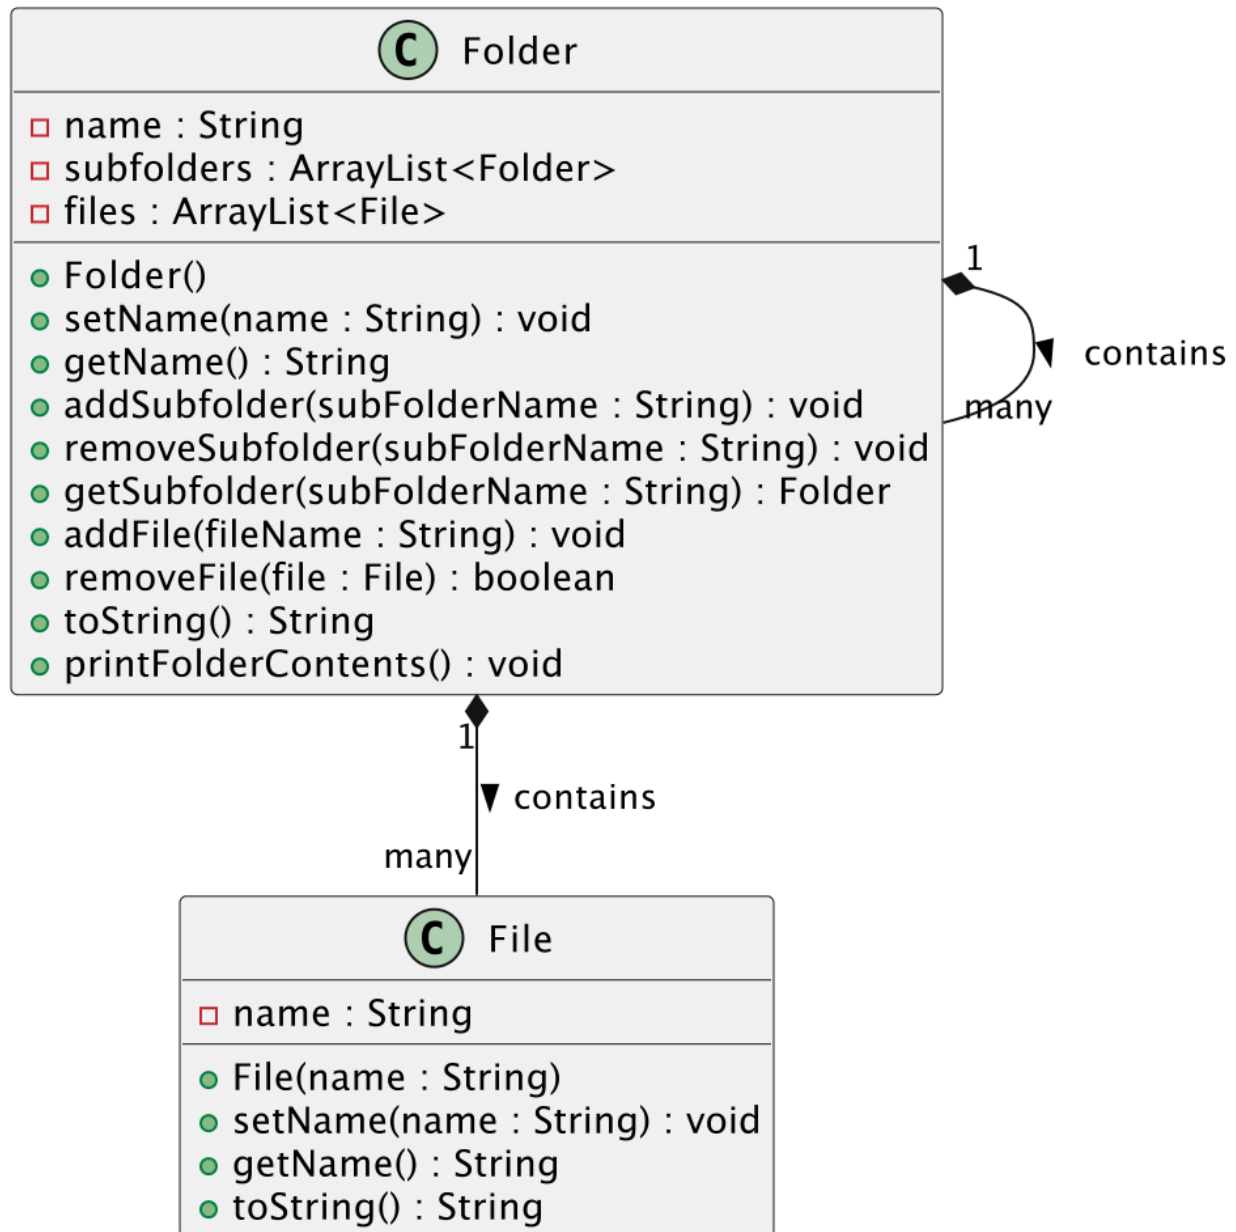 C Folder
name : String
subfolders : ArrayList<Folder>
files : ArrayList<File>
Folder()
setName(name : String) : void
getName() : String
addSubfolder(subFolderName : String) : void
removeSubfolder(subFolderName : String) : void
getSubfolder(subFolderName : String) : Folder
addFile(fileName : String) : void
removeFile(file : File) : boolean
toString() : String
printFolderContents() : void
1
contains
many
1
contains
many
C File
name : String
File(name : String)
setName(name : String) : void
getName() : String
toString() : String